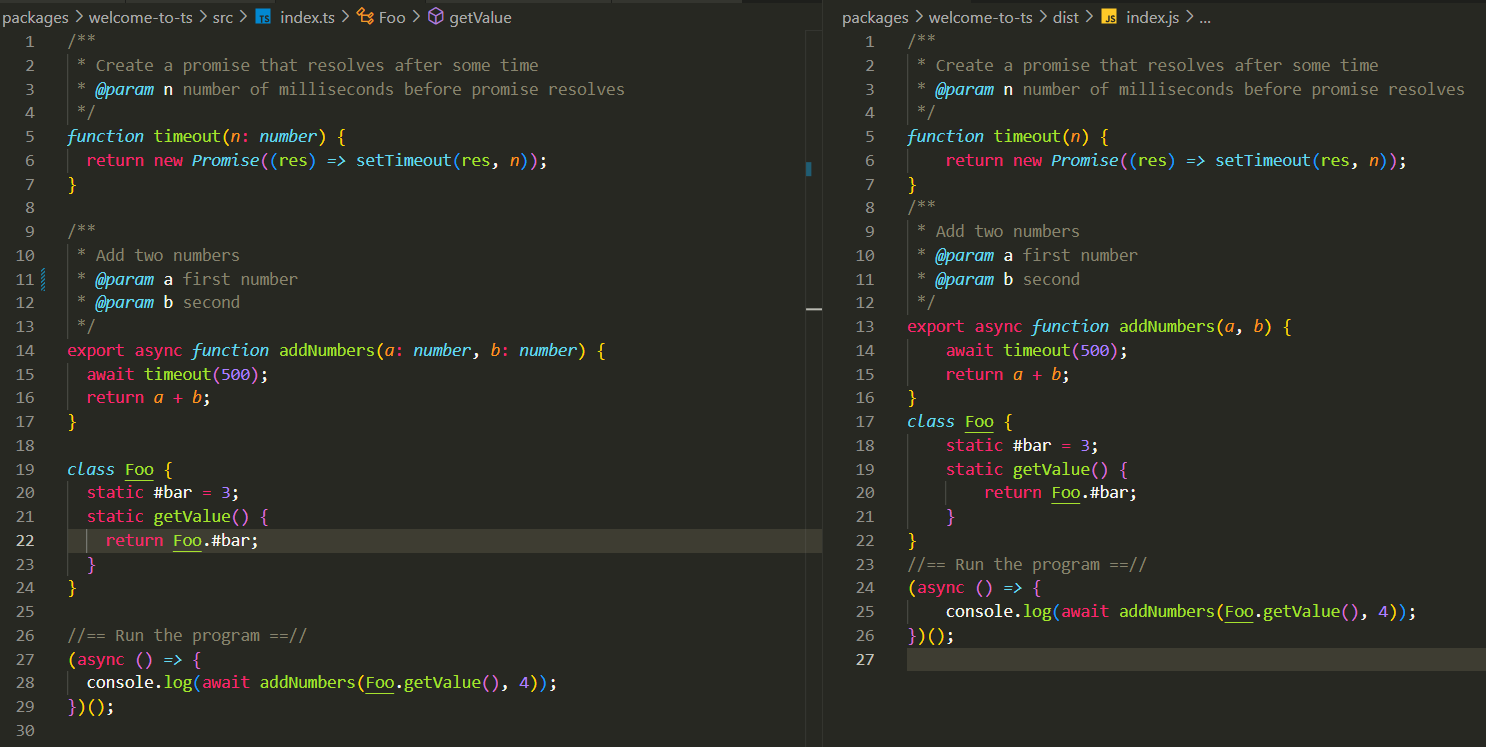 packages > welcome-to-ts > src > TS index.ts > Foo > getValue
1 /**
2  * Create a promise that resolves after some time
3  * @param n number of milliseconds before promise resolves
4  */
5 function timeout(n: number) {
6   return new Promise((res) => setTimeout(res, n));
7 }
8
9 /**
10  * Add two numbers
11  * @param a first number
12  * @param b second
13  */
14 export async function addNumbers(a: number, b: number) {
15   await timeout(500);
16   return a + b;
17 }
18
19 class Foo {
20   static #bar = 3;
21   static getValue() {
22     return Foo.#bar;
23   }
24 }
25
26 //== Run the program ==//
27 (async () => {
28   console.log(await addNumbers(Foo.getValue(), 4));
29 })();
30
packages > welcome-to-ts > dist > JS index.js > ...
1 /**
2  * Create a promise that resolves after some time
3  * @param n number of milliseconds before promise resolves
4  */
5 function timeout(n) {
6     return new Promise((res) => setTimeout(res, n));
7 }
8 /**
9  * Add two numbers
10  * @param a first number
11  * @param b second
12  */
13 export async function addNumbers(a, b) {
14     await timeout(500);
15     return a + b;
16 }
17 class Foo {
18     static #bar = 3;
19     static getValue() {
20         return Foo.#bar;
21     }
22 }
23 //== Run the program ==//
24 (async () => {
25     console.log(await addNumbers(Foo.getValue(), 4));
26 })();
27